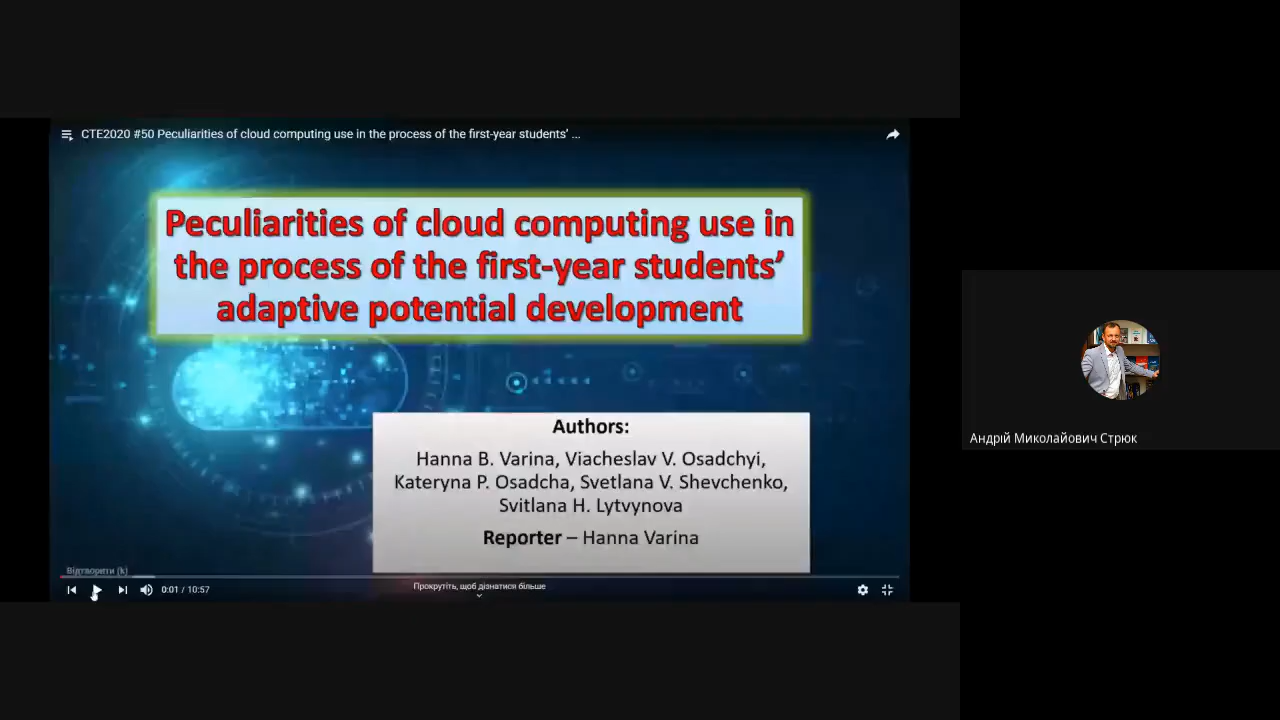 CTE2020 #50 Peculiarities of cloud computing use in the process of the first-year students' ...
Peculiarities of cloud computing use in
the process of the first-year students’
adaptive potential development
Authors:
Hanna B. Varina, Viacheslav V. Osadchyi,
Kateryna P. Osadcha, Svetlana V. Shevchenko,
Svitlana H. Lytvynova
Reporter – Hanna Varina
Відтворити (k)
0:01 / 10:57
Прокрутіть, щоб дізнатися більше
Андрій Миколайович Стрюк